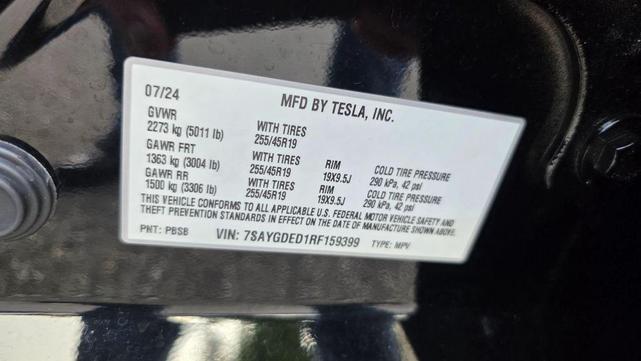 07/24 MFD BY TESLA, INC.
GVWR
2273 kg (5011 lb) WITH TIRES
GAWR FRT 255/45R19
1363 kg (3004 lb) WITH TIRES RIM COLD TIRE PRESSURE
GAWR RR 255/45R19 19X9.5J 290 kPa, 42 psi
1500 kg (3306 lb) WITH TIRES RIM COLD TIRE PRESSURE
255/45R19 19X9.5J 290 kPa, 42 psi
THIS VEHICLE CONFORMS TO ALL APPLICABLE U.S. FEDERAL MOTOR VEHICLE SAFETY AND
THEFT PREVENTION STANDARDS IN EFFECT ON THE DATE OF MANUFACTURE SHOWN ABOVE.
PNT: PBSB VIN: 7SAYGDED1RF159399 TYPE: MPV